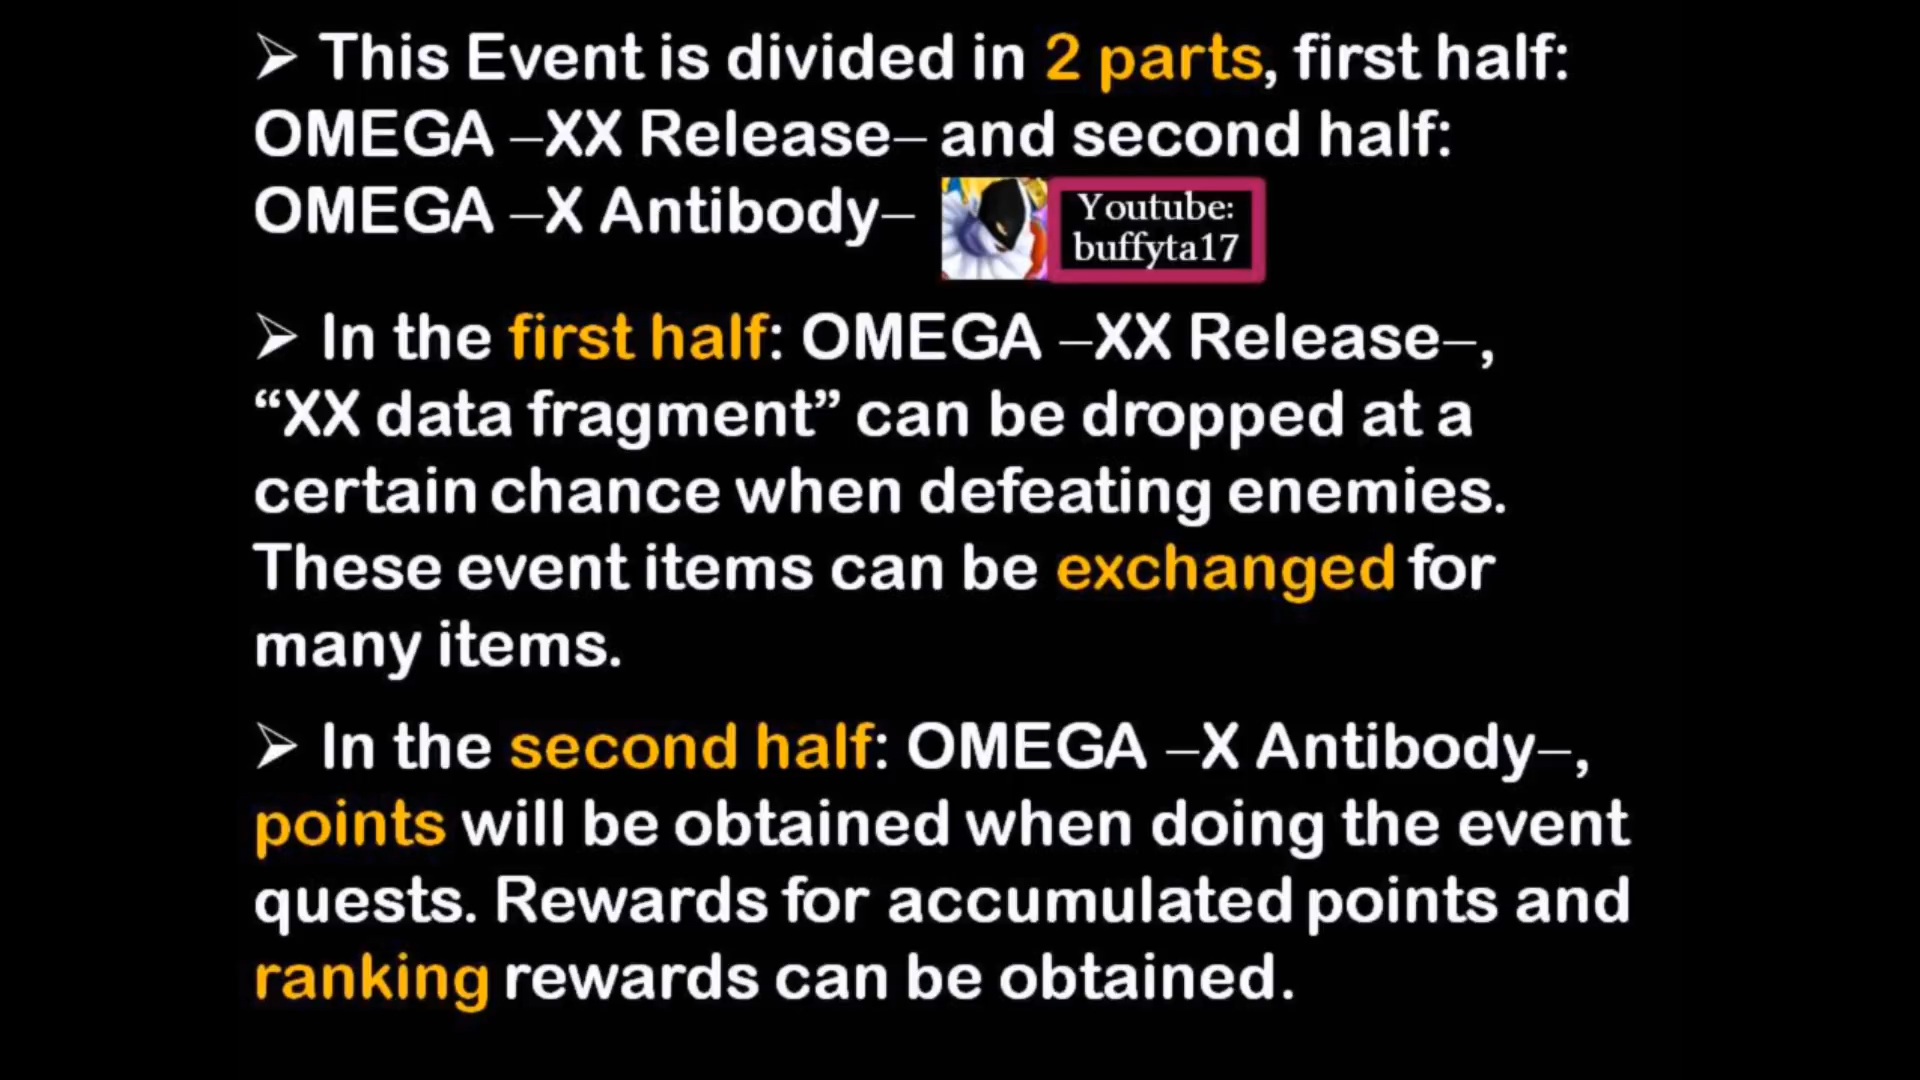 ➢ This Event is divided in 2 parts, first half:
OMEGA –XX Release– and second half:
OMEGA –X Antibody–
Youtube:
buffyta17
➢ In the first half: OMEGA –XX Release–,
“XX data fragment” can be dropped at a
certain chance when defeating enemies.
These event items can be exchanged for
many items.
➢ In the second half: OMEGA –X Antibody–,
points will be obtained when doing the event
quests. Rewards for accumulated points and
ranking rewards can be obtained.